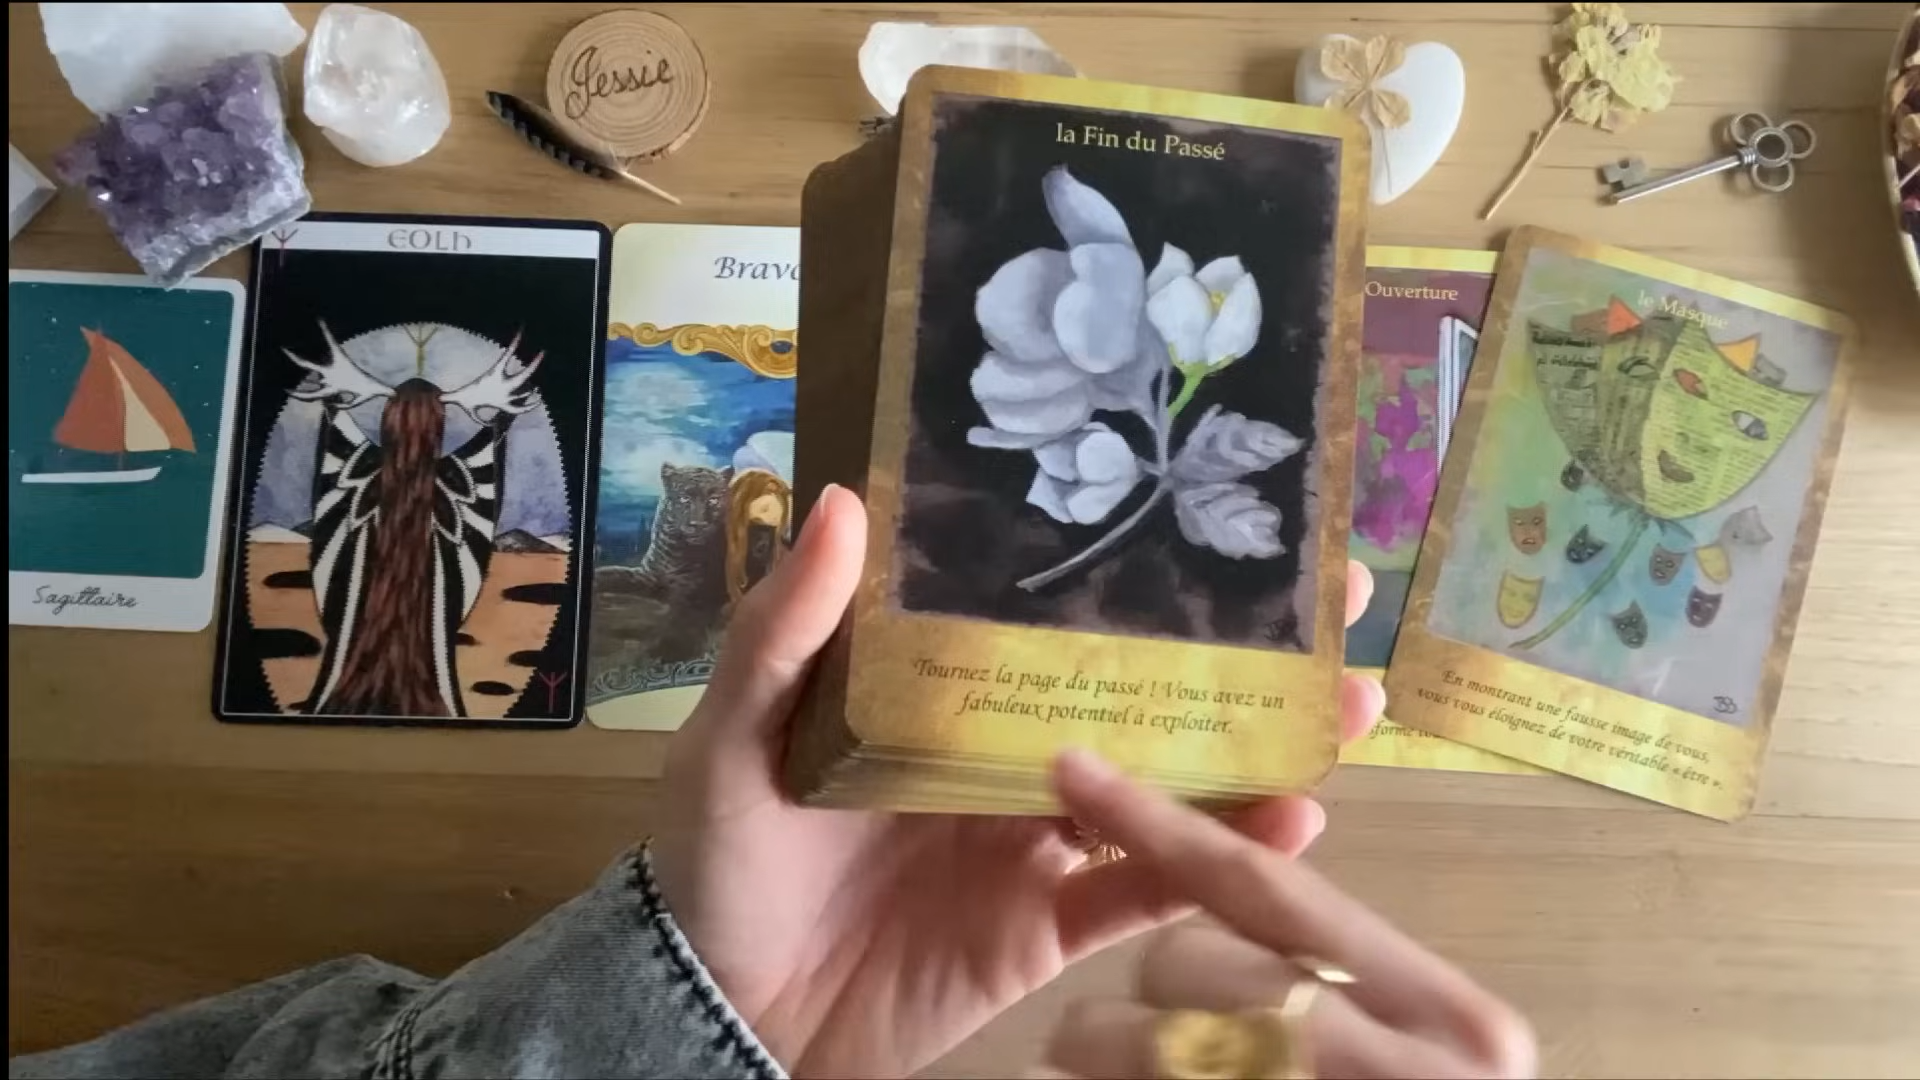 Jessie
Sagittaire
EOLh
la Fin du Passé
Tournez la page du passé ! Vous avez un
fabuleux potentiel à exploiter.
Ouverture
le Masque
En montrant une fausse image de vous,
vous vous éloignez de votre véritable « être ».